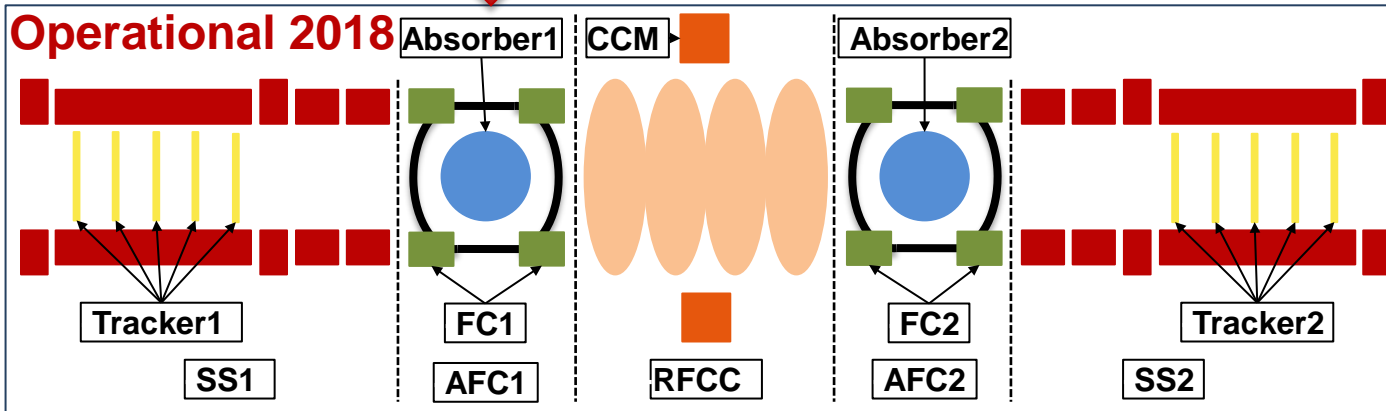 Operational 2018
Absorber1
CCM
Absorber2
Tracker1
FC1
FC2
Tracker2
SS1
AFC1
RFCC
AFC2
SS2